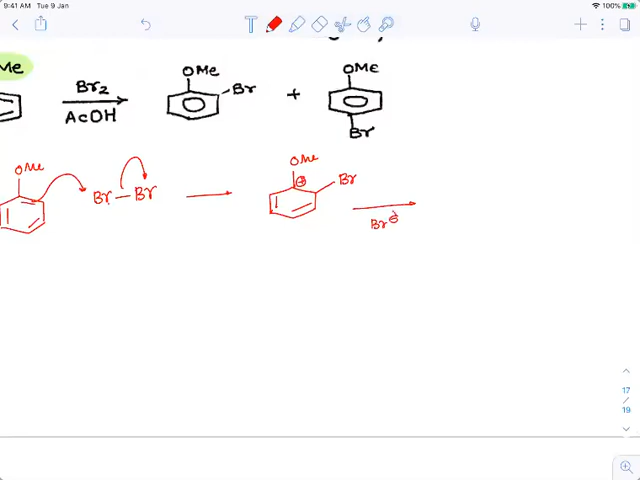 9:41 AM Tue 9 Jan
100%
Me
Br2
AcOH
OMe
Br
+
OMe
Br
OMe
Br — Br
OMe
⊕
Br
Br⊖
17
/
19